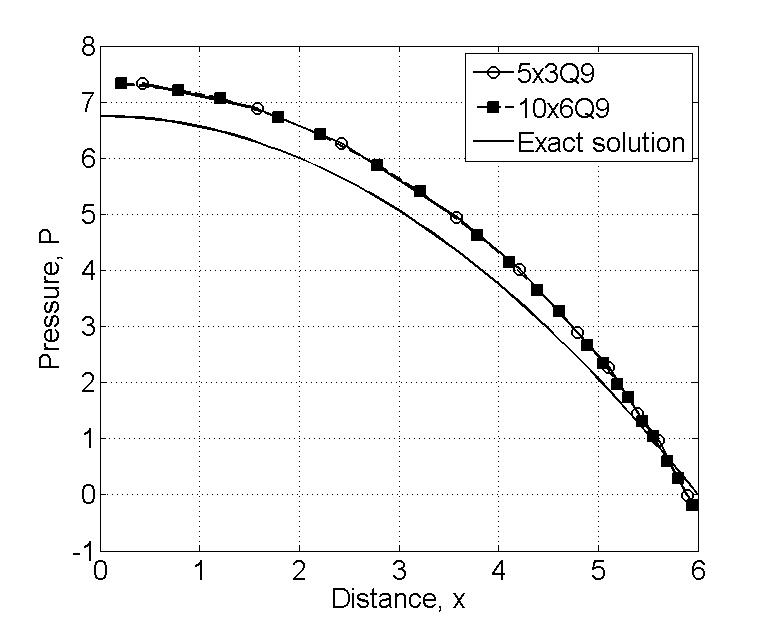 8
7
6
5
4
3
2
1
0
-1
0 1 2 3 4 5 6
Pressure, P
Distance, x
5x3Q9
10x6Q9
Exact solution